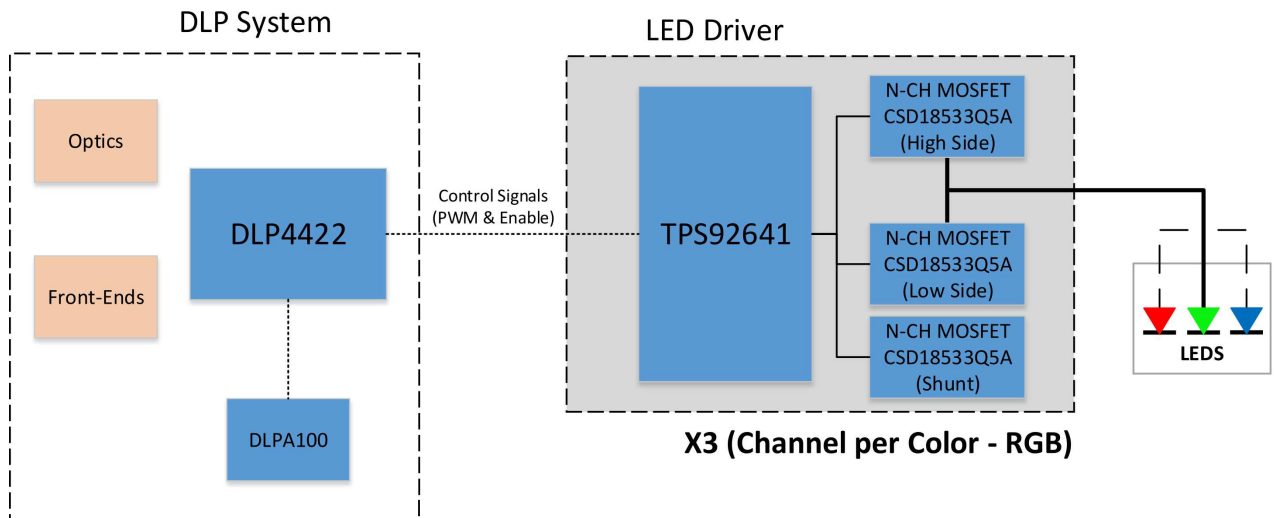 DLP System
LED Driver
Optics
DLP4422
Front-Ends
DLPA100
Control Signals
(PWM & Enable)
TPS92641
N-CH MOSFET
CSD18533Q5A
(High Side)
N-CH MOSFET
CSD18533Q5A
(Low Side)
N-CH MOSFET
CSD18533Q5A
(Shunt)
LEDS
X3 (Channel per Color - RGB)